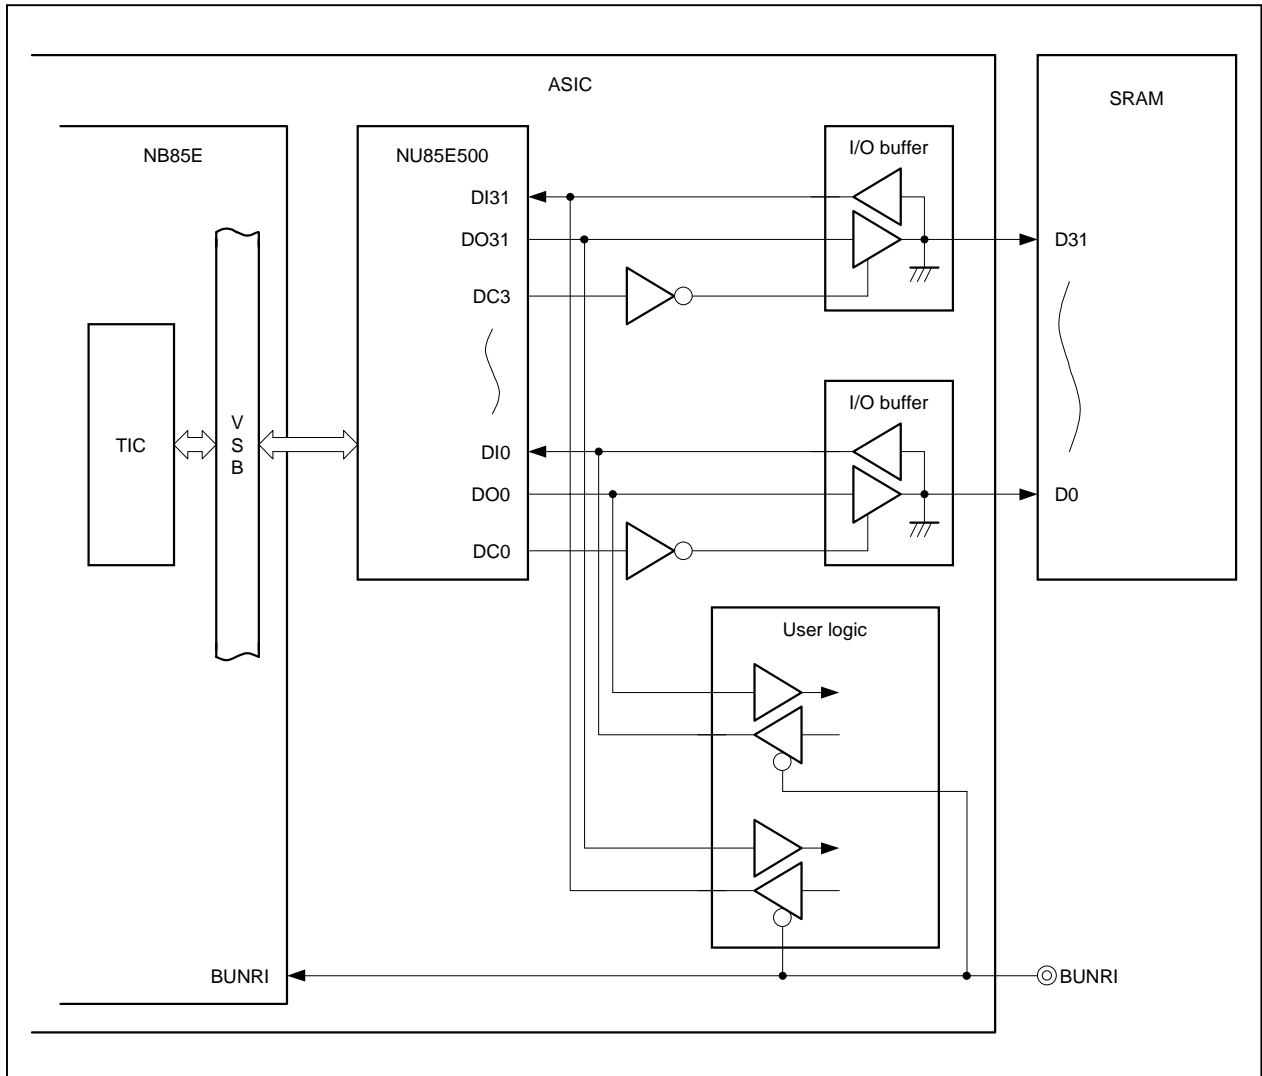 ASIC
SRAM
NB85E
NU85E500
I/O buffer
DI31
DO31
D31
DC3
I/O buffer
TIC
V
S
B
DI0
DO0
D0
DC0
User logic
BUNRI
BUNRI